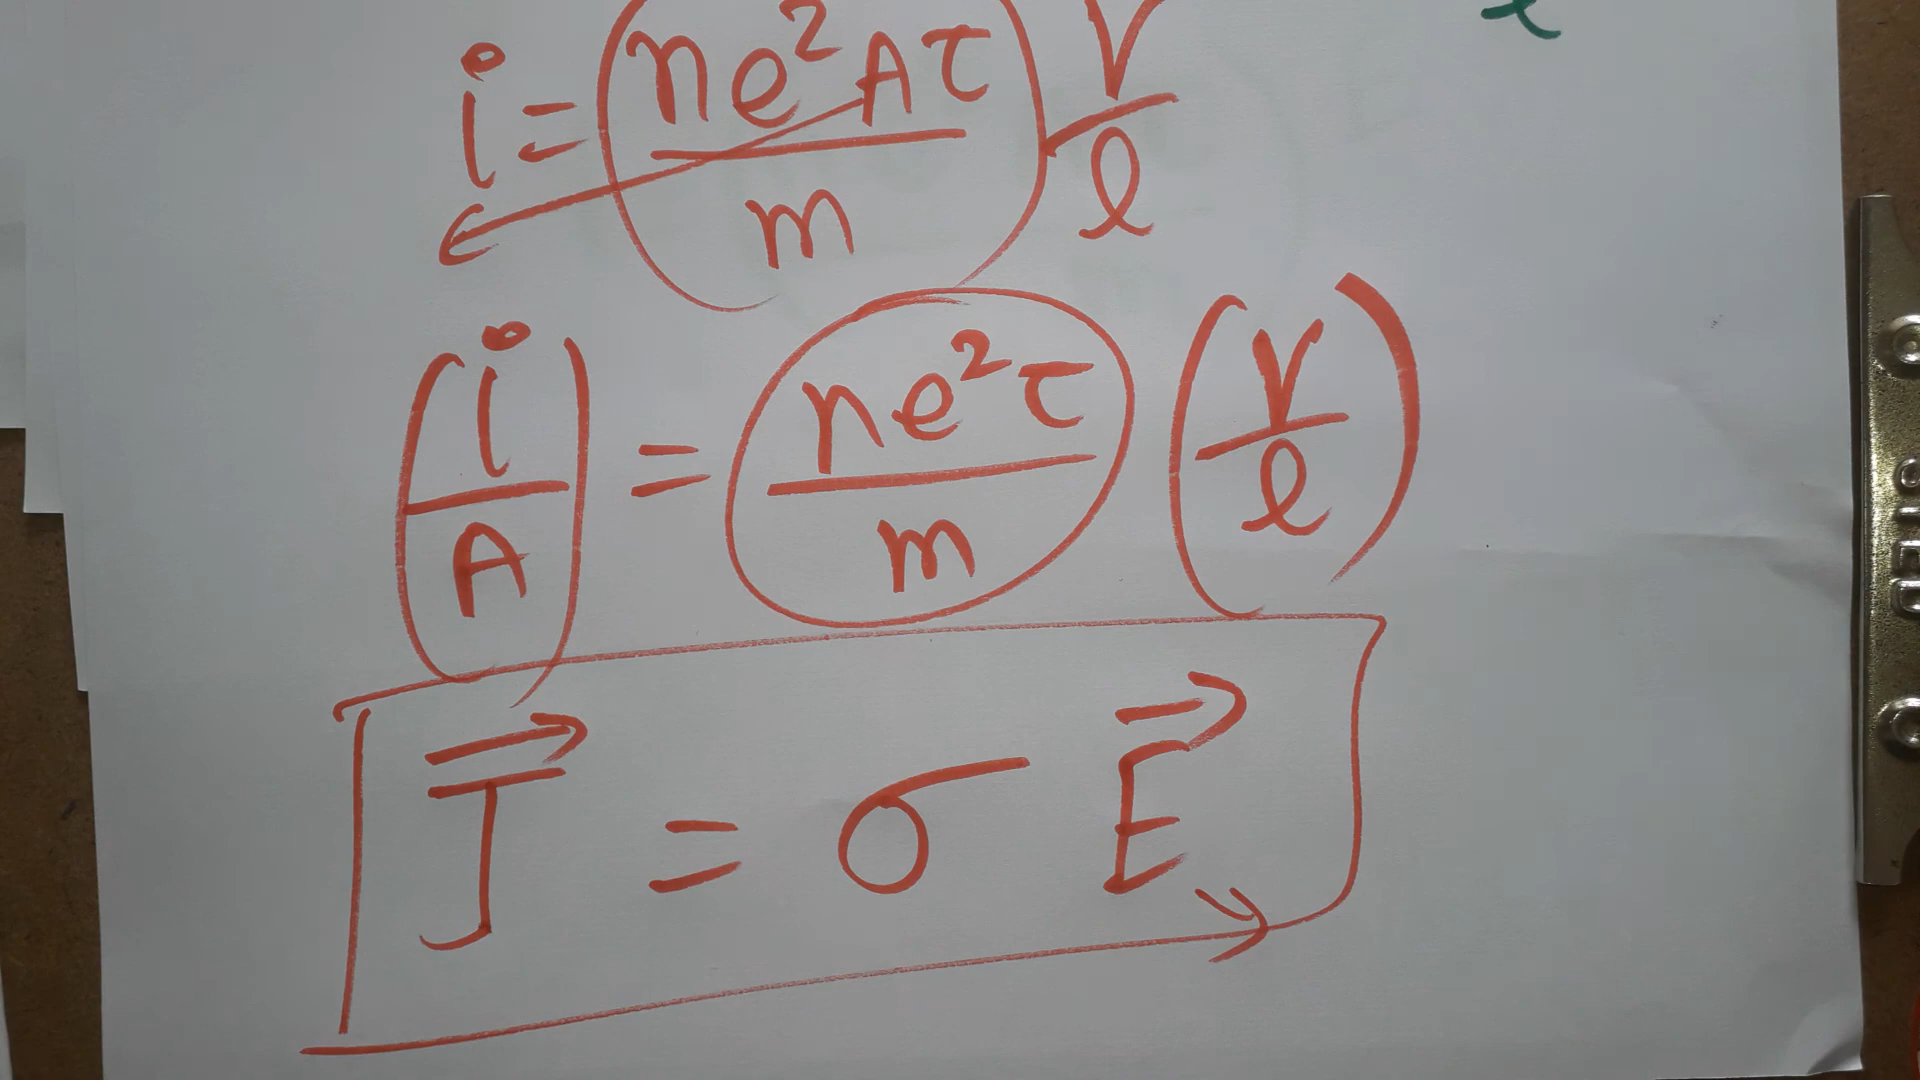 i = (ne²Aτ / m) V / l
(i / A) = (ne²τ / m) (V / l)
J⃗ = σ E⃗